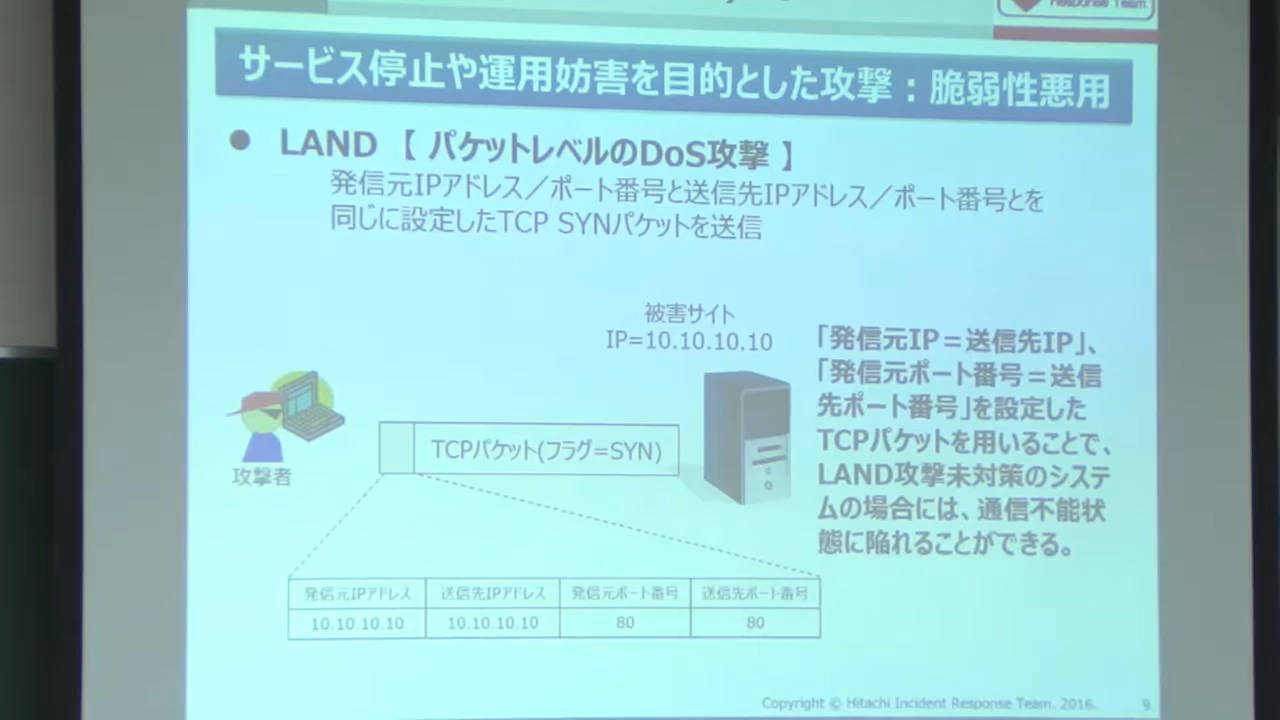 Response Team
サービス停止や運用妨害を目的とした攻撃:脆弱性悪用
● LAND 【 パケットレベルのDoS攻撃 】
発信元IPアドレス/ポート番号と送信先IPアドレス/ポート番号とを
同じに設定したTCP SYNパケットを送信
被害サイト
IP=10.10.10.10
「発信元IP=送信先IP」、
「発信元ポート番号=送信
先ポート番号」を設定した
TCPパケットを用いることで、
LAND攻撃未対策のシステ
ムの場合には、通信不能状
態に陥れることができる。
攻撃者
TCPパケット(フラグ=SYN)
発信元IPアドレス 送信先IPアドレス 発信元ポート番号 送信先ポート番号
10.10.10.10 10.10.10.10 80 80
Copyright © Hitachi Incident Response Team. 2016. 9